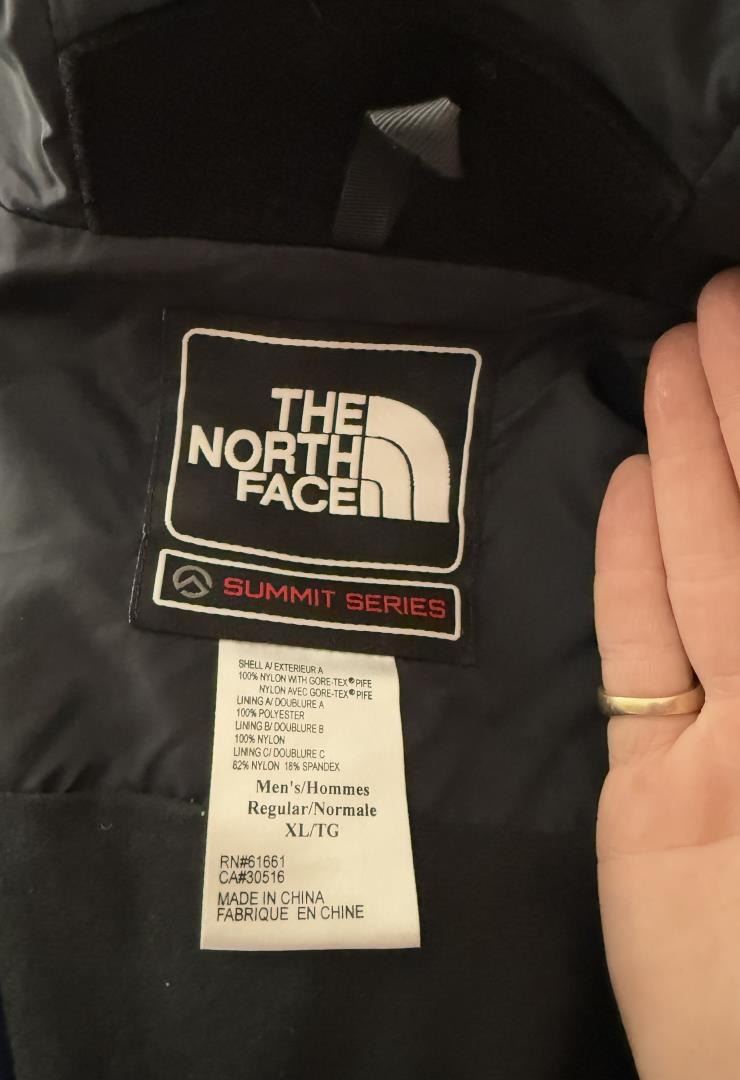 THE
NORTH
FACE
SUMMIT SERIES
SHELL A/ EXTERIEUR A
100% NYLON WITH GORE-TEX® PIFE
NYLON AVEC GORE-TEX® PIFE
LINING A/ DOUBLURE A
100% POLYESTER
LINING B/ DOUBLURE B
100% NYLON
LINING C/ DOUBLURE C
82% NYLON 18% SPANDEX
Men's/Hommes
Regular/Normale
XL/TG
RN#61661
CA#30516
MADE IN CHINA
FABRIQUE EN CHINE